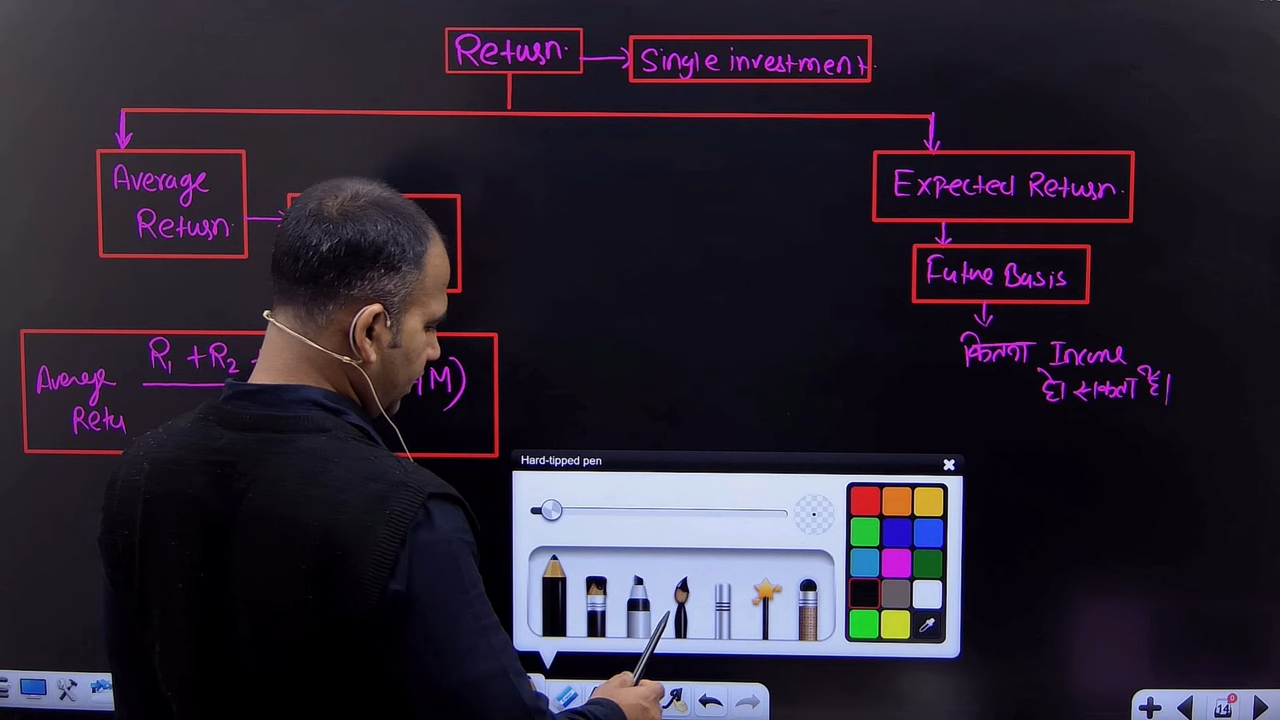 Return.
Single investment.
Average
Return.
Expected Return.
Future Basis
कितना Income
हो सकता है।
R₁ + R₂
Average
Retu
M)
Hard-tipped pen
14